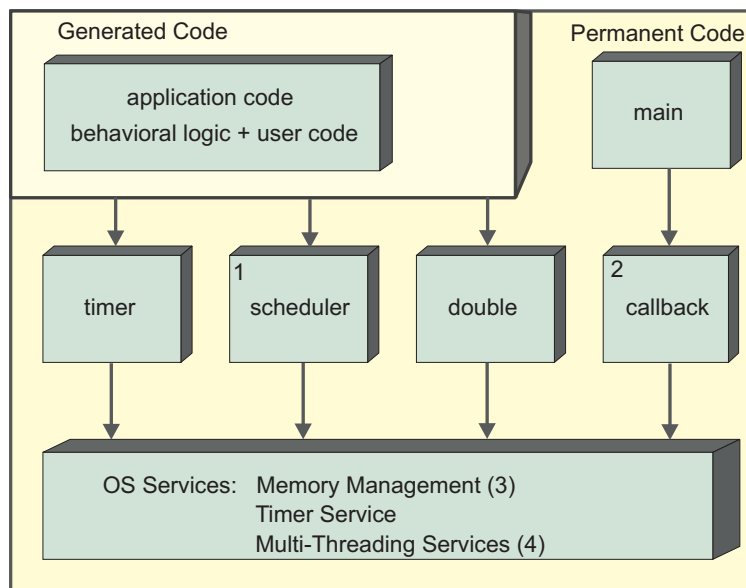 Generated Code
Permanent Code
application code
behavioral logic + user code
main
timer
1
scheduler
double
2
callback
OS Services: Memory Management (3)
Timer Service
Multi-Threading Services (4)